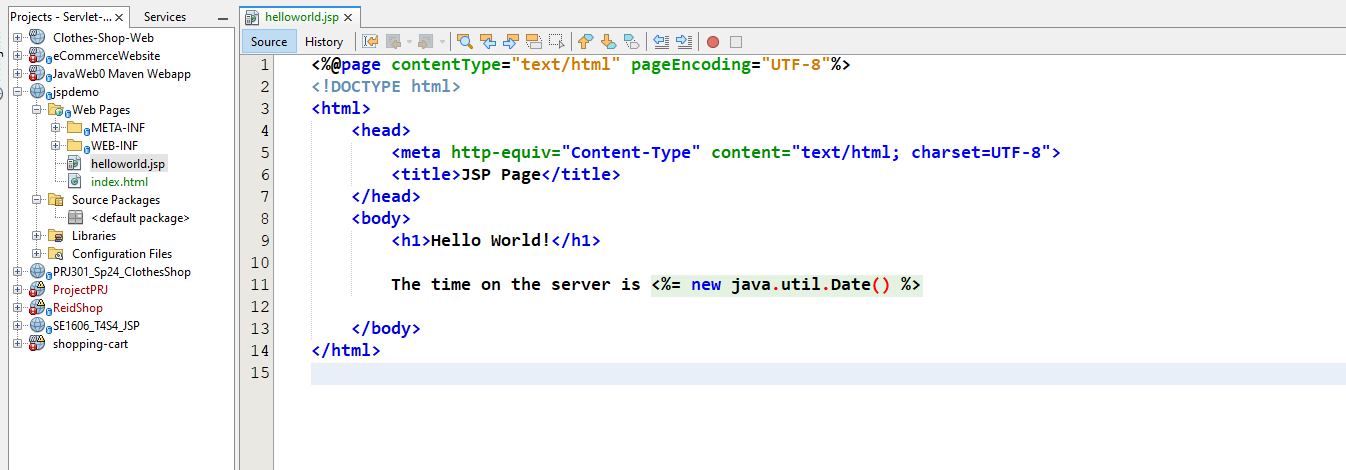 Projects - Servlet-... ×
Services
Clothes-Shop-Web
eCommerceWebsite
JavaWeb0 Maven Webapp
jspdemo
Web Pages
META-INF
WEB-INF
helloworld.jsp
index.html
Source Packages
<default package>
Libraries
Configuration Files
PRJ301_Sp24_ClothesShop
ProjectPRJ
ReidShop
SE1606_T4S4_JSP
shopping-cart
helloworld.jsp ×
Source History
1 <%@page contentType="text/html" pageEncoding="UTF-8"%>
2 <!DOCTYPE html>
3 <html>
4 <head>
5 <meta http-equiv="Content-Type" content="text/html; charset=UTF-8">
6 <title>JSP Page</title>
7 </head>
8 <body>
9 <h1>Hello World!</h1>
10
11 The time on the server is <%= new java.util.Date() %>
12
13 </body>
14 </html>
15